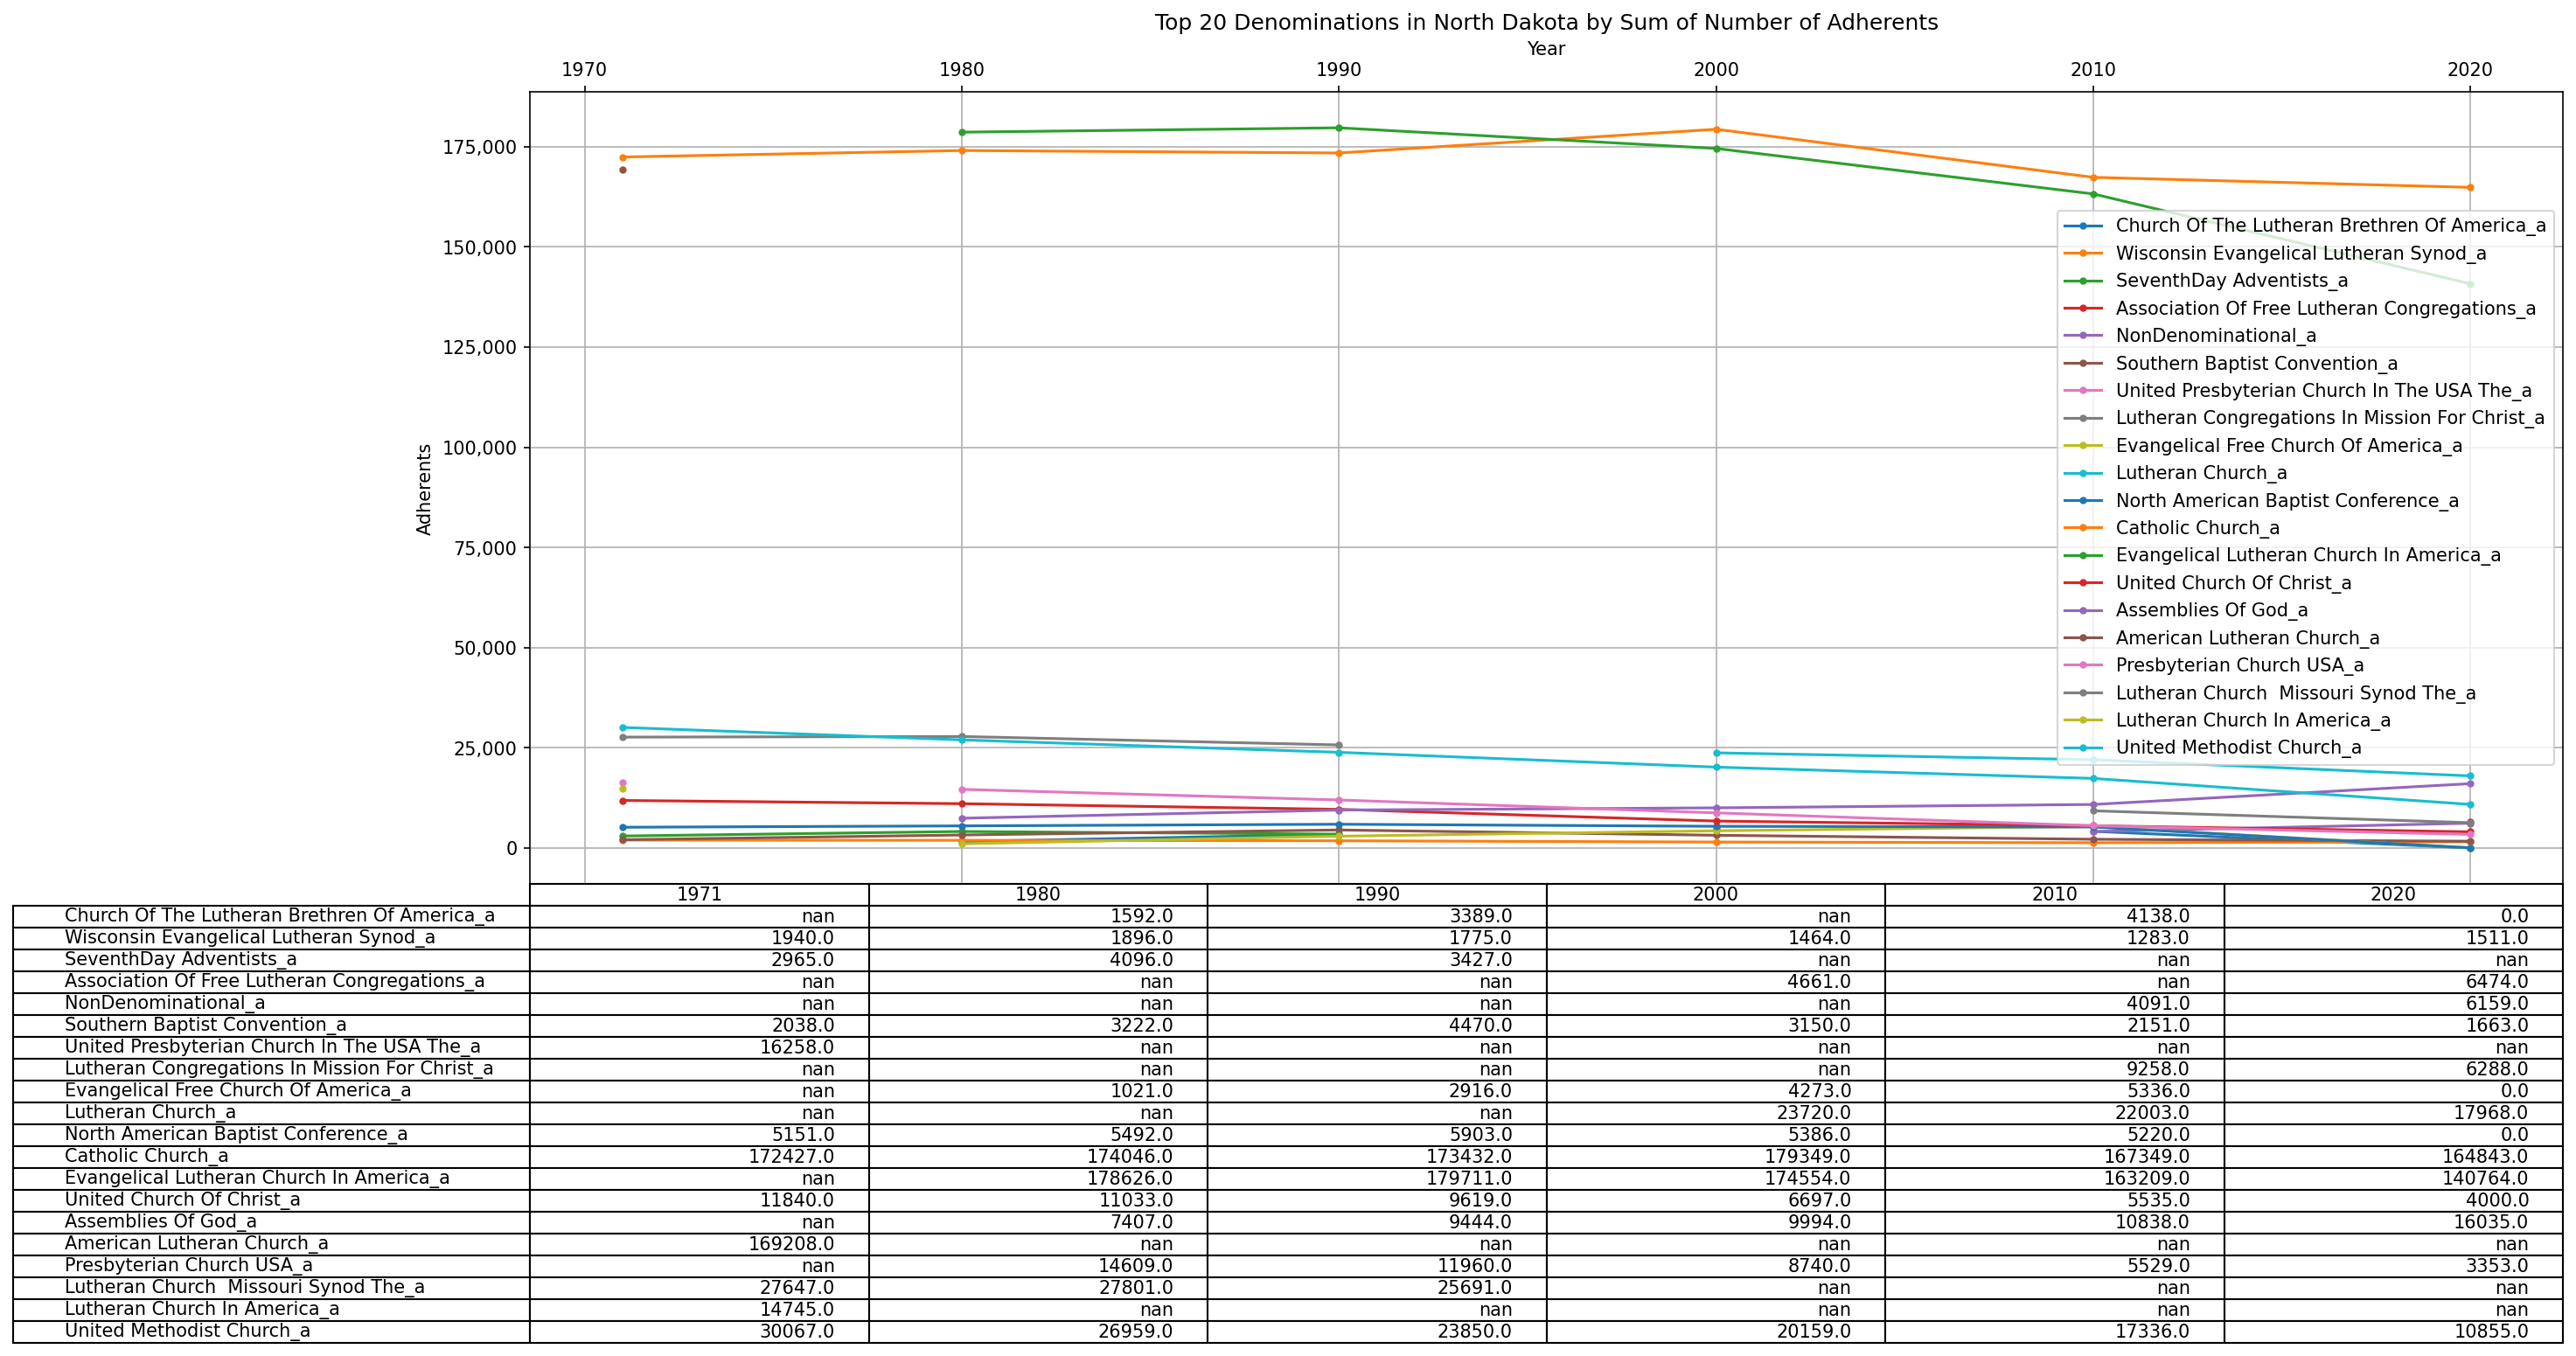 Top 20 Denominations in North Dakota by Sum of Number of Adherents
Year
1970 1980 1990 2000 2010 2020
175,000
150,000
125,000
100,000
75,000
50,000
25,000
0
Adherents
Church Of The Lutheran Brethren Of America_a
Wisconsin Evangelical Lutheran Synod_a
SeventhDay Adventists_a
Association Of Free Lutheran Congregations_a
NonDenominational_a
Southern Baptist Convention_a
United Presbyterian Church In The USA The_a
Lutheran Congregations In Mission For Christ_a
Evangelical Free Church Of America_a
Lutheran Church_a
North American Baptist Conference_a
Catholic Church_a
Evangelical Lutheran Church In America_a
United Church Of Christ_a
Assemblies Of God_a
American Lutheran Church_a
Presbyterian Church USA_a
Lutheran Church  Missouri Synod The_a
Lutheran Church In America_a
United Methodist Church_a
1971 1980 1990 2000 2010 2020
Church Of The Lutheran Brethren Of America_a nan 1592.0 3389.0 nan 4138.0 0.0
Wisconsin Evangelical Lutheran Synod_a 1940.0 1896.0 1775.0 1464.0 1283.0 1511.0
SeventhDay Adventists_a 2965.0 4096.0 3427.0 nan nan nan
Association Of Free Lutheran Congregations_a nan nan nan 4661.0 nan 6474.0
NonDenominational_a nan nan nan nan 4091.0 6159.0
Southern Baptist Convention_a 2038.0 3222.0 4470.0 3150.0 2151.0 1663.0
United Presbyterian Church In The USA The_a 16258.0 nan nan nan nan nan
Lutheran Congregations In Mission For Christ_a nan nan nan nan 9258.0 6288.0
Evangelical Free Church Of America_a nan 1021.0 2916.0 4273.0 5336.0 0.0
Lutheran Church_a nan nan nan 23720.0 22003.0 17968.0
North American Baptist Conference_a 5151.0 5492.0 5903.0 5386.0 5220.0 0.0
Catholic Church_a 172427.0 174046.0 173432.0 179349.0 167349.0 164843.0
Evangelical Lutheran Church In America_a nan 178626.0 179711.0 174554.0 163209.0 140764.0
United Church Of Christ_a 11840.0 11033.0 9619.0 6697.0 5535.0 4000.0
Assemblies Of God_a nan 7407.0 9444.0 9994.0 10838.0 16035.0
American Lutheran Church_a 169208.0 nan nan nan nan nan
Presbyterian Church USA_a nan 14609.0 11960.0 8740.0 5529.0 3353.0
Lutheran Church  Missouri Synod The_a 27647.0 27801.0 25691.0 nan nan nan
Lutheran Church In America_a 14745.0 nan nan nan nan nan
United Methodist Church_a 30067.0 26959.0 23850.0 20159.0 17336.0 10855.0